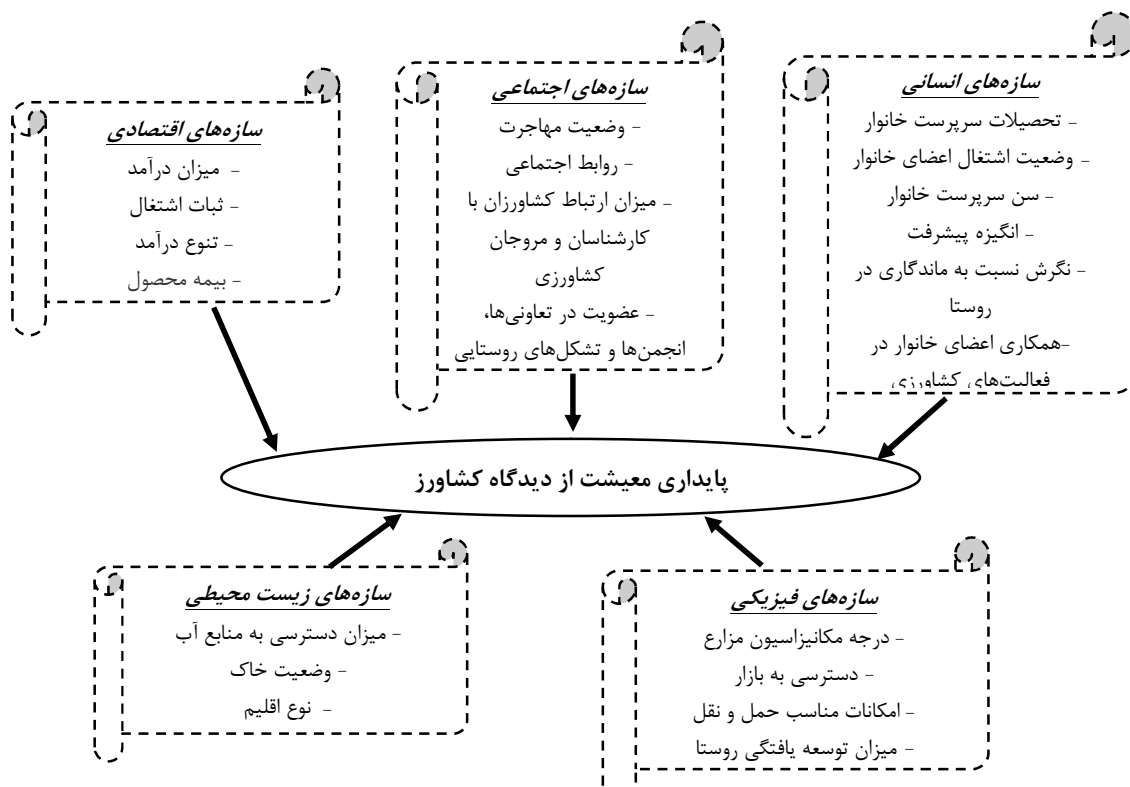 سازه‌های انسانی
- تحصیلات سرپرست خانوار
- وضعیت اشتغال اعضای خانوار
- سن سرپرست خانوار
- انگیزه پیشرفت
- نگرش نسبت به ماندگاری در
روستا
-همکاری اعضای خانوار در
فعالیت‌های کشاورزی
سازه‌های اجتماعی
- وضعیت مهاجرت
- روابط اجتماعی
- میزان ارتباط کشاورزان با
کارشناسان و مروجان
کشاورزی
- عضویت در تعاونی‌ها،
انجمن‌ها و تشکل‌های روستایی
سازه‌های اقتصادی
- میزان درآمد
- ثبات اشتغال
- تنوع درآمد
- بیمه محصول
پایداری معیشت از دیدگاه کشاورز
سازه‌های فیزیکی
- درجه مکانیزاسیون مزارع
- دسترسی به بازار
- امکانات مناسب حمل و نقل
- میزان توسعه یافتگی روستا
سازه‌های زیست محیطی
- میزان دسترسی به منابع آب
- وضعیت خاک
- نوع اقلیم